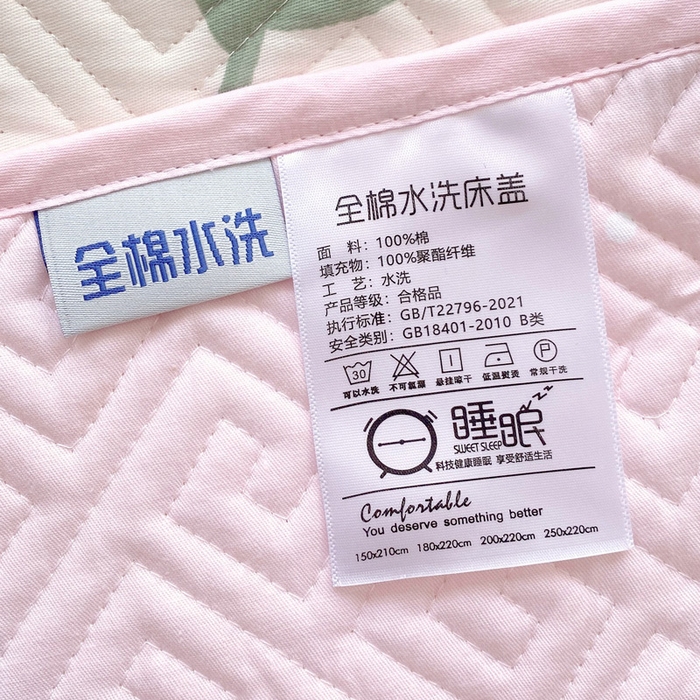 全棉水洗
全棉水洗床盖
面 料：100%棉
填充物：100%聚酯纤维
工 艺：水洗
产品等级：合格品
执行标准：GB/T22796-2021
安全类别：GB18401-2010 B类
30 P
可以水洗 不可氯漂 悬挂晾干 低温熨烫 常规干洗
睡眠 zzz
SWEET SLEEP
科技健康睡眠 享受舒适生活
Comfortable
You deserve something better
150x210cm 180x220cm 200x220cm 250x220cm